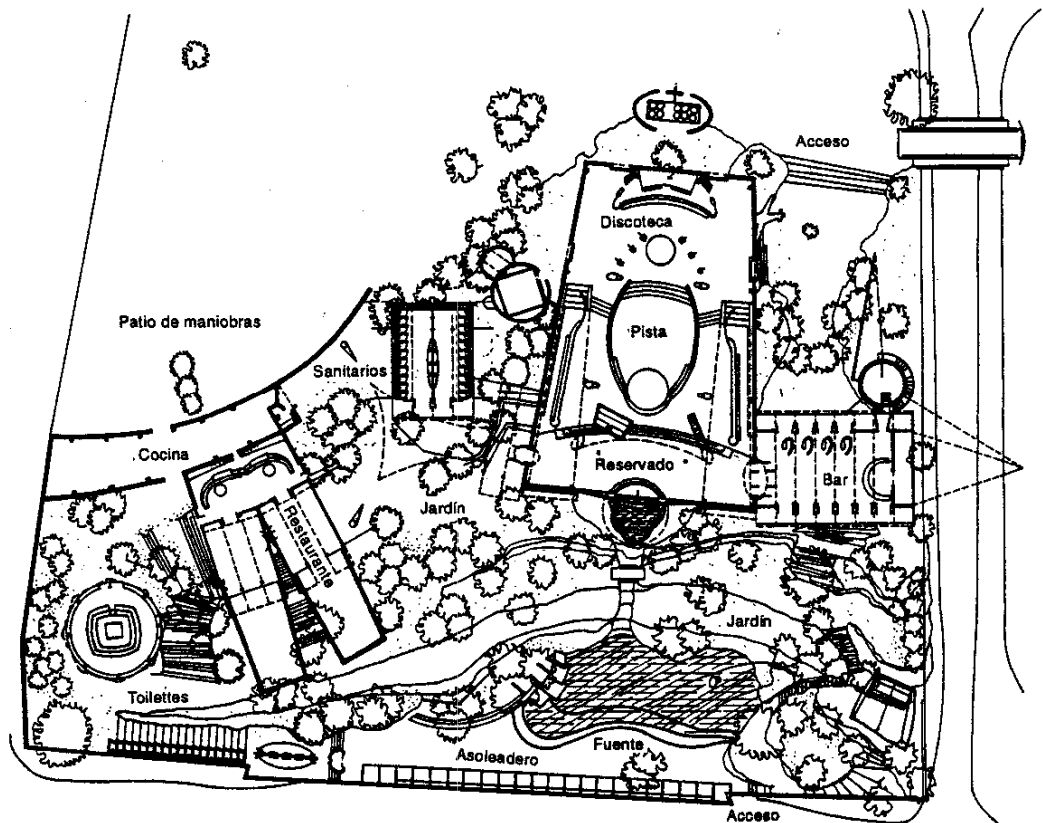 Acceso
Discoteca
Patio de maniobras
Pista
Sanitarios
Cocina
Reservado
Bar
Jardín
Restaurante
Jardín
Toilettes
Fuente
Asoleadero
Acceso